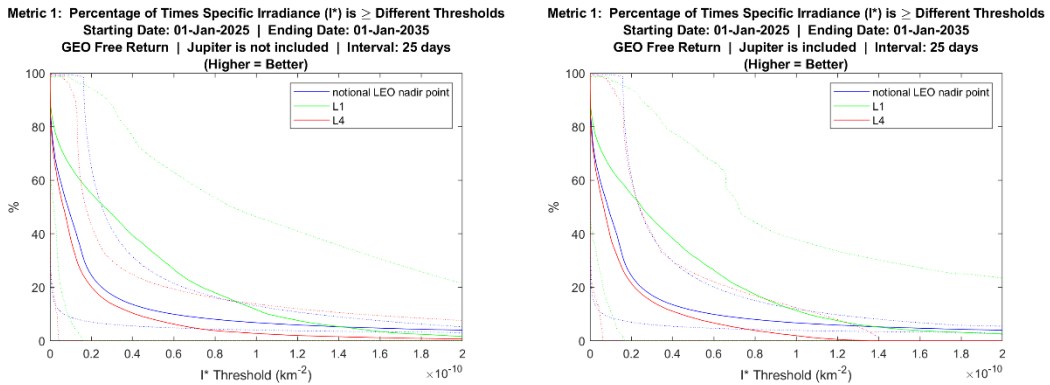 Metric 1: Percentage of Times Specific Irradiance (I*) is ≥ Different Thresholds
Starting Date: 01-Jan-2025 | Ending Date: 01-Jan-2035
GEO Free Return | Jupiter is not included | Interval: 25 days
(Higher = Better)
100
80
60
40
20
0
%
notional LEO nadir point
L1
L4
0
0.2
0.4
0.6
0.8
1
1.2
1.4
1.6
1.8
2
I* Threshold (km⁻²)
×10⁻¹⁰
Metric 1: Percentage of Times Specific Irradiance (I*) is ≥ Different Thresholds
Starting Date: 01-Jan-2025 | Ending Date: 01-Jan-2035
GEO Free Return | Jupiter is included | Interval: 25 days
(Higher = Better)
100
80
60
40
20
0
%
notional LEO nadir point
L1
L4
0
0.2
0.4
0.6
0.8
1
1.2
1.4
1.6
1.8
2
I* Threshold (km⁻²)
×10⁻¹⁰